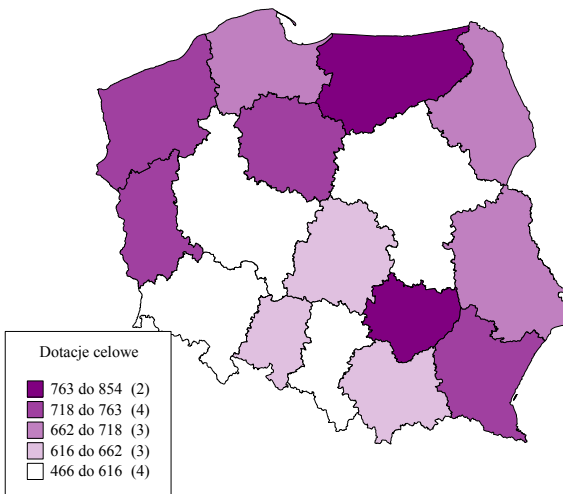 Dotacje celowe
763 do 854 (2)
718 do 763 (4)
662 do 718 (3)
616 do 662 (3)
466 do 616 (4)